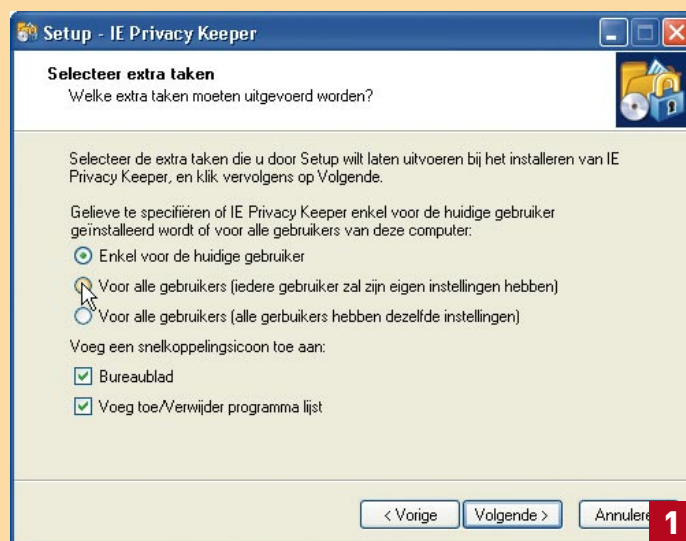 Setup - IE Privacy Keeper
Selecteer extra taken
Welke extra taken moeten uitgevoerd worden?
Selecteer de extra taken die u door Setup wilt laten uitvoeren bij het installeren van IE
Privacy Keeper, en klik vervolgens op Volgende.
Gelieve te specifiëren of IE Privacy Keeper enkel voor de huidige gebruiker
geïnstalleerd wordt of voor alle gebruikers van deze computer:
Enkel voor de huidige gebruiker
Voor alle gebruikers (iedere gebruiker zal zijn eigen instellingen hebben)
Voor alle gebruikers (alle gerbuikers hebben dezelfde instellingen)
Voeg een snelkoppelingsicoon toe aan:
Bureaublad
Voeg toe/Verwijder programma lijst
< Vorige
Volgende >
Annulere
1